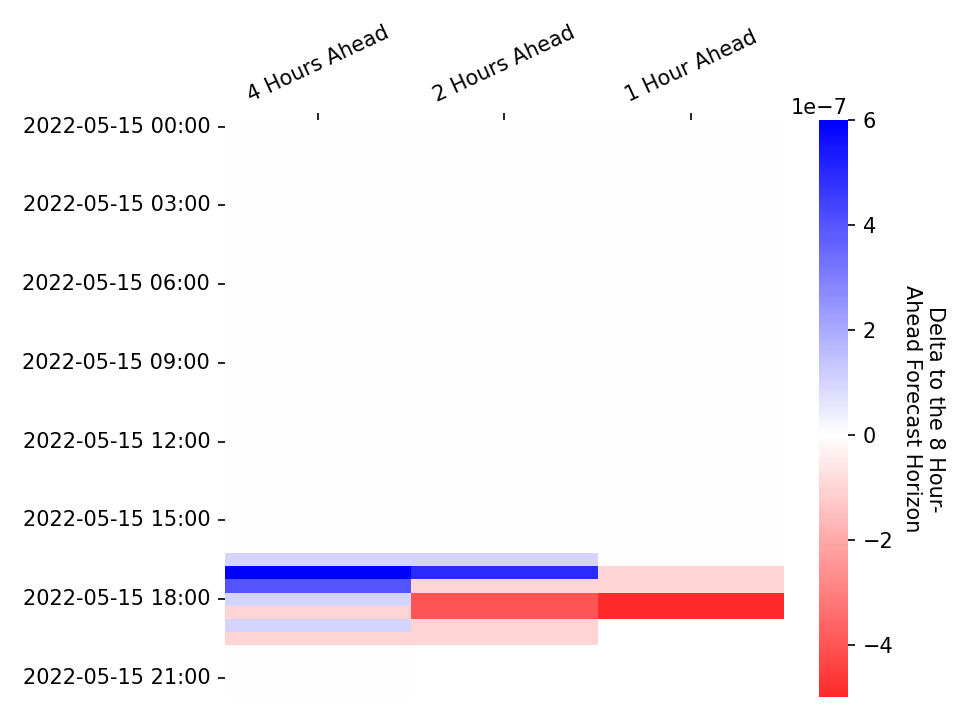 4 Hours Ahead
2 Hours Ahead
1 Hour Ahead
2022-05-15 00:00
2022-05-15 03:00
2022-05-15 06:00
2022-05-15 09:00
2022-05-15 12:00
2022-05-15 15:00
2022-05-15 18:00
2022-05-15 21:00
1e−7
6
4
2
0
−2
−4
Delta to the 8 Hour-
Ahead Forecast Horizon